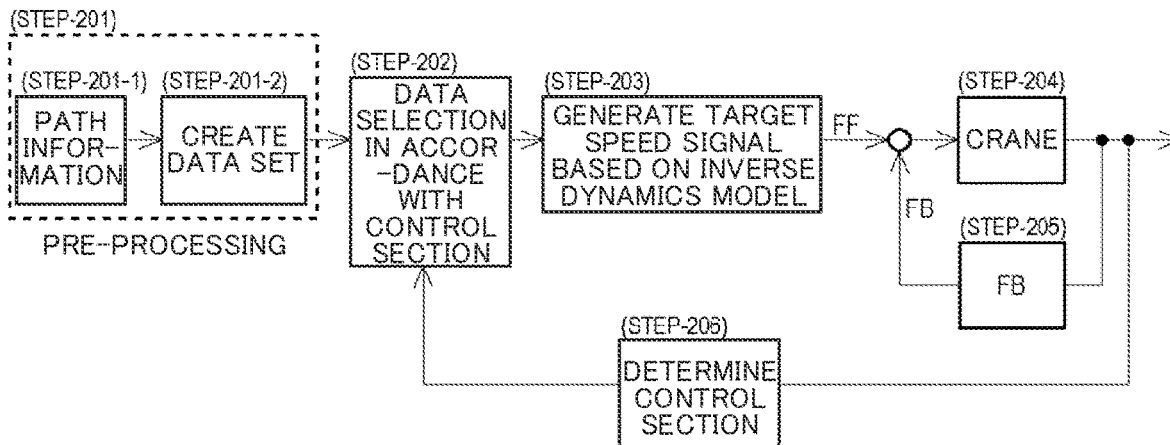 (STEP-201)
(STEP-201-1)
PATH
INFOR-
MATION
(STEP-201-2)
CREATE
DATA SET
PRE-PROCESSING
(STEP-202)
DATA
SELECTION
IN ACCOR
-DANCE
WITH
CONTROL
SECTION
(STEP-203)
GENERATE TARGET
SPEED SIGNAL
BASED ON INVERSE
DYNAMICS MODEL
FF
FB
(STEP-204)
CRANE
(STEP-205)
FB
(STEP-206)
DETERMINE
CONTROL
SECTION